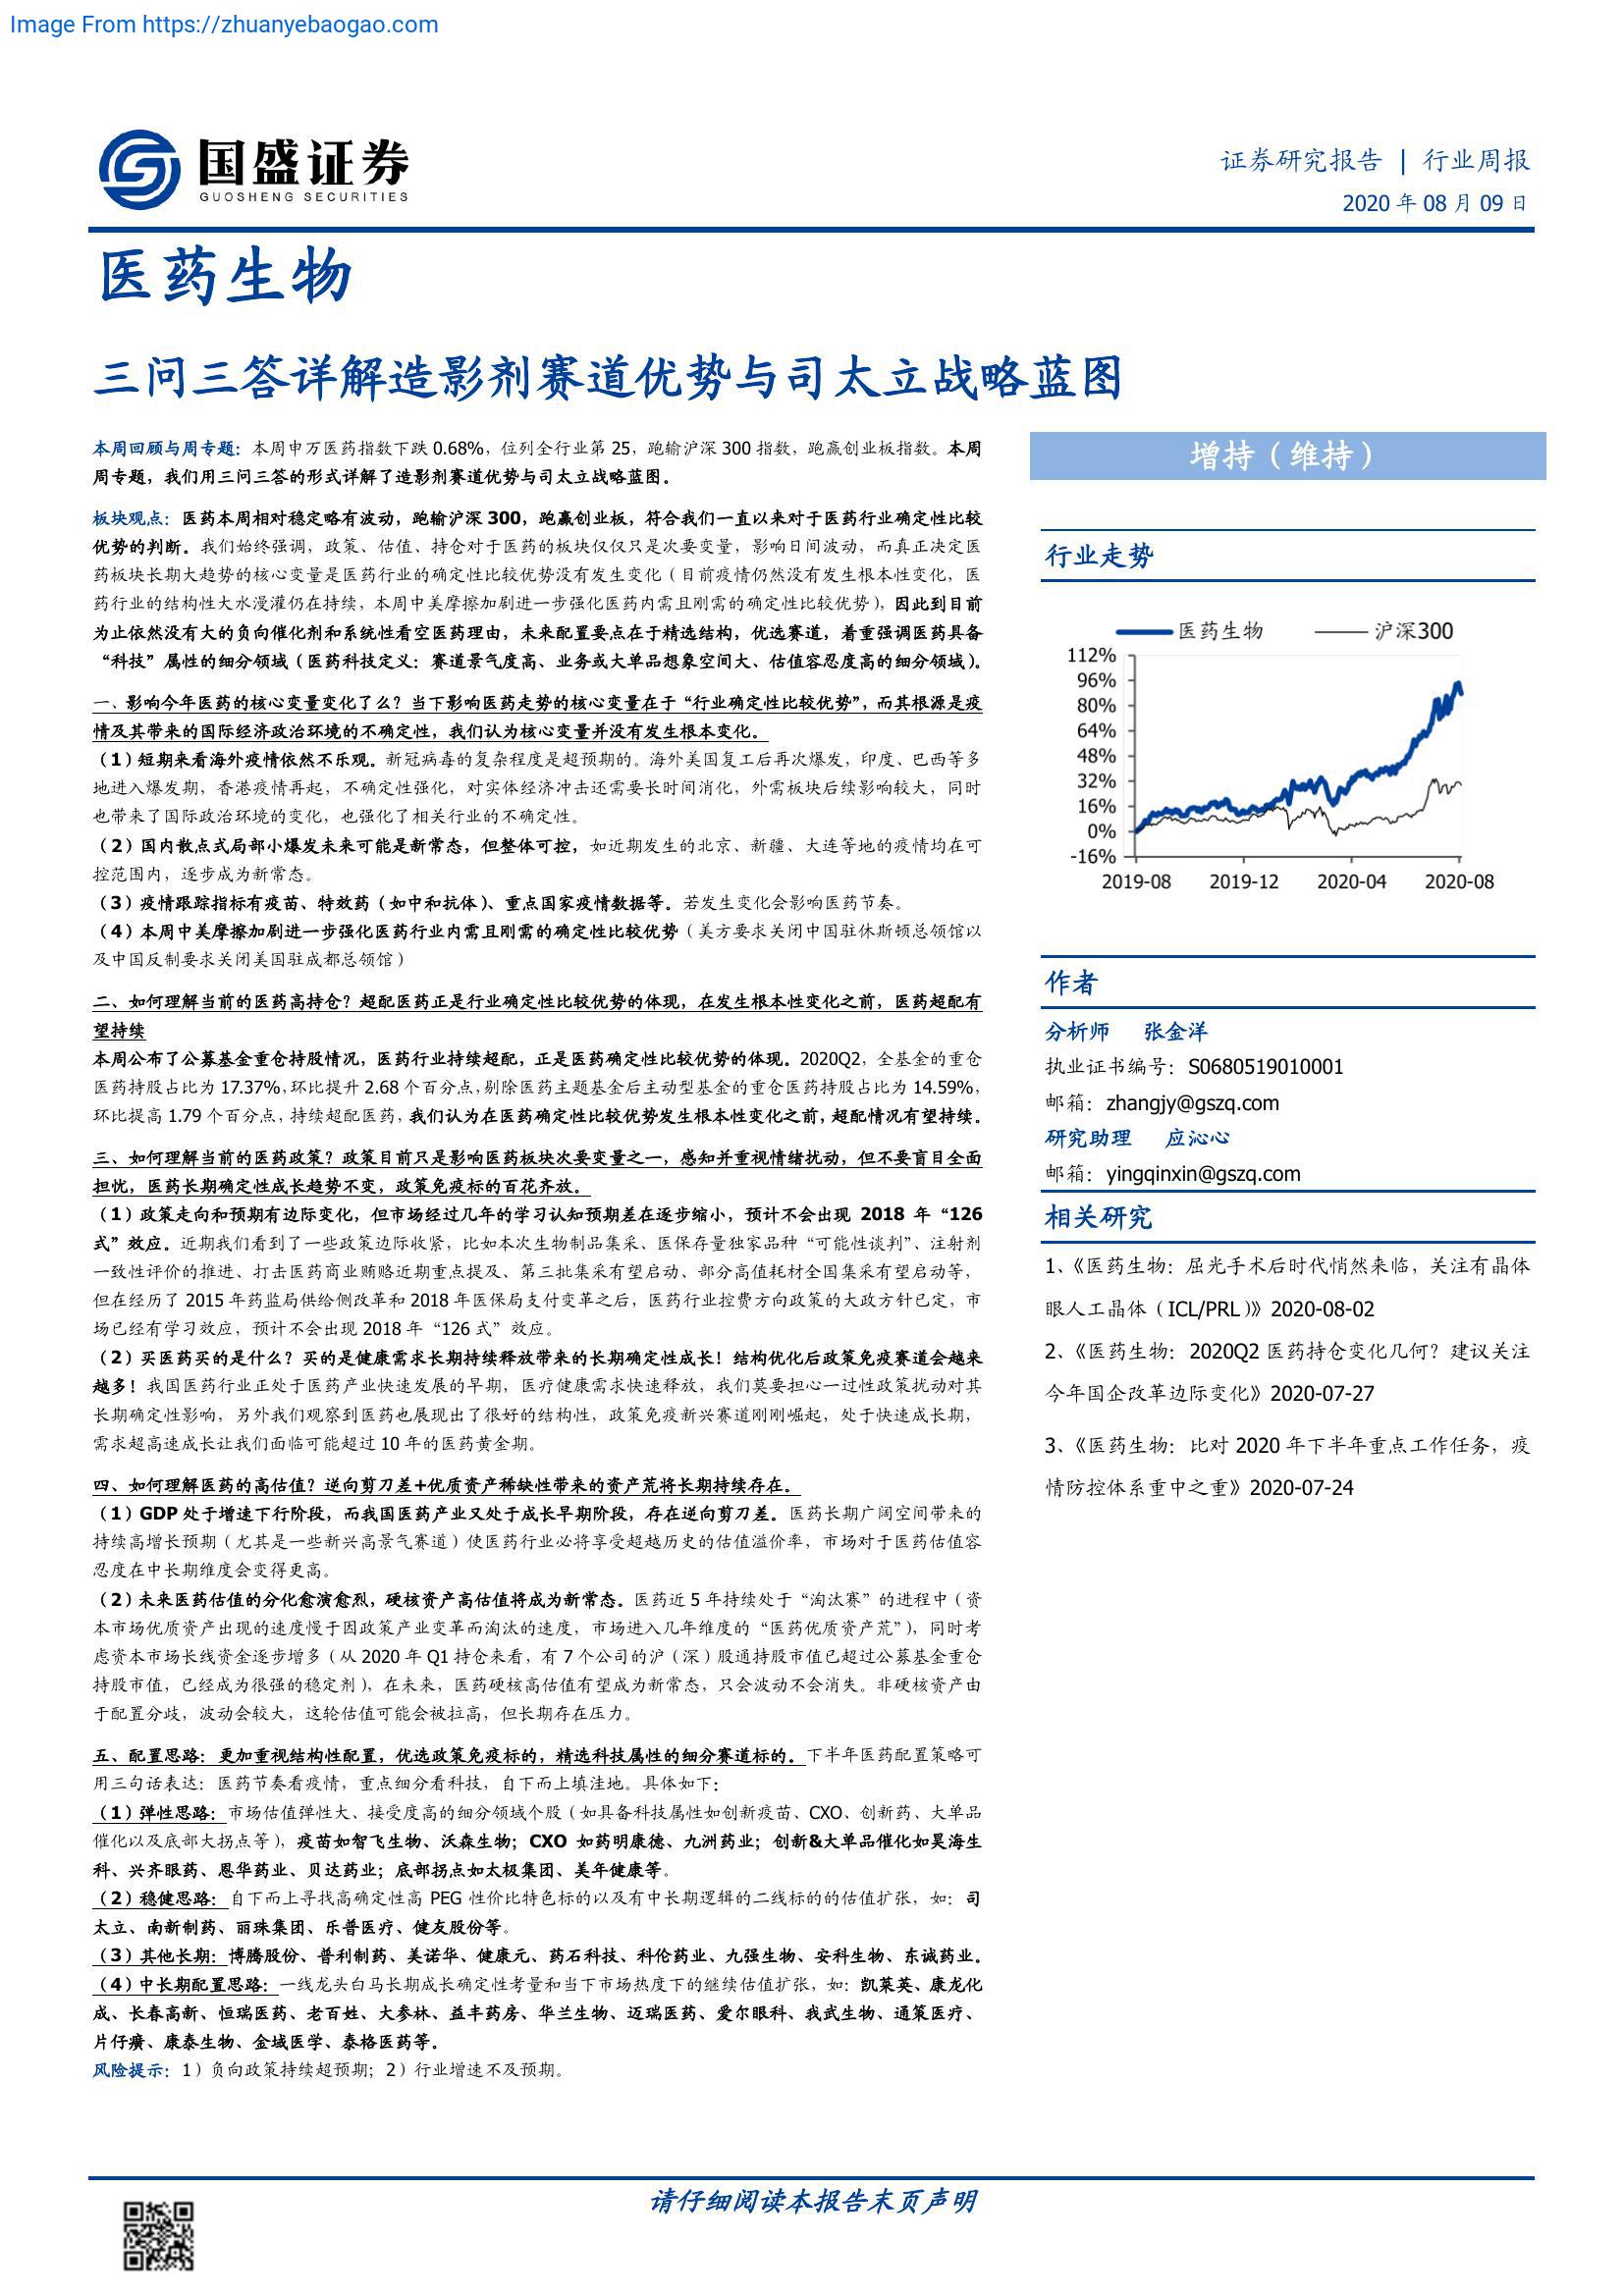 Image From https://zhuanyebaogao.com
国盛证券
GUOSHENG SECURITIES
证券研究报告 | 行业周报
2020 年 08 月 09 日
医药生物
三问三答详解造影剂赛道优势与司太立战略蓝图
本周回顾与周专题：本周申万医药指数下跌 0.68%，位列全行业第 25，跑输沪深 300 指数，跑赢创业板指数。本周
周专题，我们用三问三答的形式详解了造影剂赛道优势与司太立战略蓝图。
板块观点：医药本周相对稳定略有波动，跑输沪深 300，跑赢创业板，符合我们一直以来对于医药行业确定性比较
优势的判断。我们始终强调，政策、估值、持仓对于医药的板块仅仅只是次要变量，影响日间波动，而真正决定医
药板块长期大趋势的核心变量是医药行业的确定性比较优势没有发生变化（目前疫情仍然没有发生根本性变化，医
药行业的结构性大水漫灌仍在持续，本周中美摩擦加剧进一步强化医药内需且刚需的确定性比较优势），因此到目前
为止依然没有大的负向催化剂和系统性看空医药理由，未来配置要点在于精选结构，优选赛道，着重强调医药具备
“科技”属性的细分领域（医药科技定义：赛道景气度高、业务或大单品想象空间大、估值容忍度高的细分领域）。
一、影响今年医药的核心变量变化了么？当下影响医药走势的核心变量在于“行业确定性比较优势”，而其根源是疫
情及其带来的国际经济政治环境的不确定性，我们认为核心变量并没有发生根本变化。
（1）短期来看海外疫情依然不乐观。新冠病毒的复杂程度是超预期的。海外美国复工后再次爆发，印度、巴西等多
地进入爆发期，香港疫情再起，不确定性强化，对实体经济冲击还需要长时间消化，外需板块后续影响较大，同时
也带来了国际政治环境的变化，也强化了相关行业的不确定性。
（2）国内散点式局部小爆发未来可能是新常态，但整体可控，如近期发生的北京、新疆、大连等地的疫情均在可
控范围内，逐步成为新常态。
（3）疫情跟踪指标有疫苗、特效药（如中和抗体）、重点国家疫情数据等。若发生变化会影响医药节奏。
（4）本周中美摩擦加剧进一步强化医药行业内需且刚需的确定性比较优势（美方要求关闭中国驻休斯顿总领馆以
及中国反制要求关闭美国驻成都总领馆）
二、如何理解当前的医药高持仓？超配医药正是行业确定性比较优势的体现，在发生根本性变化之前，医药超配有
望持续
本周公布了公募基金重仓持股情况，医药行业持续超配，正是医药确定性比较优势的体现。2020Q2，全基金的重仓
医药持股占比为 17.37%，环比提升 2.68 个百分点，剔除医药主题基金后主动型基金的重仓医药持股占比为 14.59%，
环比提高 1.79 个百分点，持续超配医药，我们认为在医药确定性比较优势发生根本性变化之前，超配情况有望持续。
三、如何理解当前的医药政策？政策目前只是影响医药板块次要变量之一，感知并重视情绪扰动，但不要盲目全面
担忧，医药长期确定性成长趋势不变，政策免疫标的百花齐放。
（1）政策走向和预期有边际变化，但市场经过几年的学习认知预期差在逐步缩小，预计不会出现 2018 年“126
式”效应。近期我们看到了一些政策边际收紧，比如本次生物制品集采、医保存量独家品种“可能性谈判”、注射剂
一致性评价的推进、打击医药商业贿赂近期重点提及、第三批集采有望启动、部分高值耗材全国集采有望启动等，
但在经历了 2015 年药监局供给侧改革和 2018 年医保局支付变革之后，医药行业控费方向政策的大政方针已定，市
场已经有学习效应，预计不会出现 2018 年“126 式”效应。
（2）买医药买的是什么？买的是健康需求长期持续释放带来的长期确定性成长！结构优化后政策免疫赛道会越来
越多！我国医药行业正处于医药产业快速发展的早期，医疗健康需求快速释放，我们莫要担心一过性政策扰动对其
长期确定性影响，另外我们观察到医药也展现出了很好的结构性，政策免疫新兴赛道刚刚崛起，处于快速成长期，
需求超高速成长让我们面临可能超过 10 年的医药黄金期。
四、如何理解医药的高估值？逆向剪刀差+优质资产稀缺性带来的资产荒将长期持续存在。
（1）GDP 处于增速下行阶段，而我国医药产业又处于成长早期阶段，存在逆向剪刀差。医药长期广阔空间带来的
持续高增长预期（尤其是一些新兴高景气赛道）使医药行业必将享受超越历史的估值溢价率，市场对于医药估值容
忍度在中长期维度会变得更高。
（2）未来医药估值的分化愈演愈烈，硬核资产高估值将成为新常态。医药近 5 年持续处于“淘汰赛”的进程中（资
本市场优质资产出现的速度慢于因政策产业变革而淘汰的速度，市场进入几年维度的“医药优质资产荒”），同时考
虑资本市场长线资金逐步增多（从 2020 年 Q1 持仓来看，有 7 个公司的沪（深）股通持股市值已超过公募基金重仓
持股市值，已经成为很强的稳定剂），在未来，医药硬核高估值有望成为新常态，只会波动不会消失。非硬核资产由
于配置分歧，波动会较大，这轮估值可能会被拉高，但长期存在压力。
五、配置思路：更加重视结构性配置，优选政策免疫标的，精选科技属性的细分赛道标的。下半年医药配置策略可
用三句话表达：医药节奏看疫情，重点细分看科技，自下而上填洼地。具体如下：
（1）弹性思路：市场估值弹性大、接受度高的细分领域个股（如具备科技属性如创新疫苗、CXO、创新药、大单品
催化以及底部大拐点等），疫苗如智飞生物、沃森生物；CXO 如药明康德、九洲药业；创新&大单品催化如昊海生
科、兴齐眼药、恩华药业、贝达药业；底部拐点如太极集团、美年健康等。
（2）稳健思路：自下而上寻找高确定性高 PEG 性价比特色标的以及有中长期逻辑的二线标的的估值扩张，如：司
太立、南新制药、丽珠集团、乐普医疗、健友股份等。
（3）其他长期：博腾股份、普利制药、美诺华、健康元、药石科技、科伦药业、九强生物、安科生物、东诚药业。
（4）中长期配置思路：一线龙头白马长期成长确定性考量和当下市场热度下的继续估值扩张，如：凯莱英、康龙化
成、长春高新、恒瑞医药、老百姓、大参林、益丰药房、华兰生物、迈瑞医药、爱尔眼科、我武生物、通策医疗、
片仔癀、康泰生物、金域医学、泰格医药等。
风险提示：1）负向政策持续超预期；2）行业增速不及预期。
增持（维持）
行业走势
医药生物 沪深300
112%
96%
80%
64%
48%
32%
16%
0%
-16%
2019-08 2019-12 2020-04 2020-08
作者
分析师 张金洋
执业证书编号：S0680519010001
邮箱：zhangjy@gszq.com
研究助理 应沁心
邮箱：yingqinxin@gszq.com
相关研究
1、《医药生物：屈光手术后时代悄然来临，关注有晶体
眼人工晶体（ICL/PRL）》2020-08-02
2、《医药生物：2020Q2 医药持仓变化几何？建议关注
今年国企改革边际变化》2020-07-27
3、《医药生物：比对 2020 年下半年重点工作任务，疫
情防控体系重中之重》2020-07-24
请仔细阅读本报告末页声明